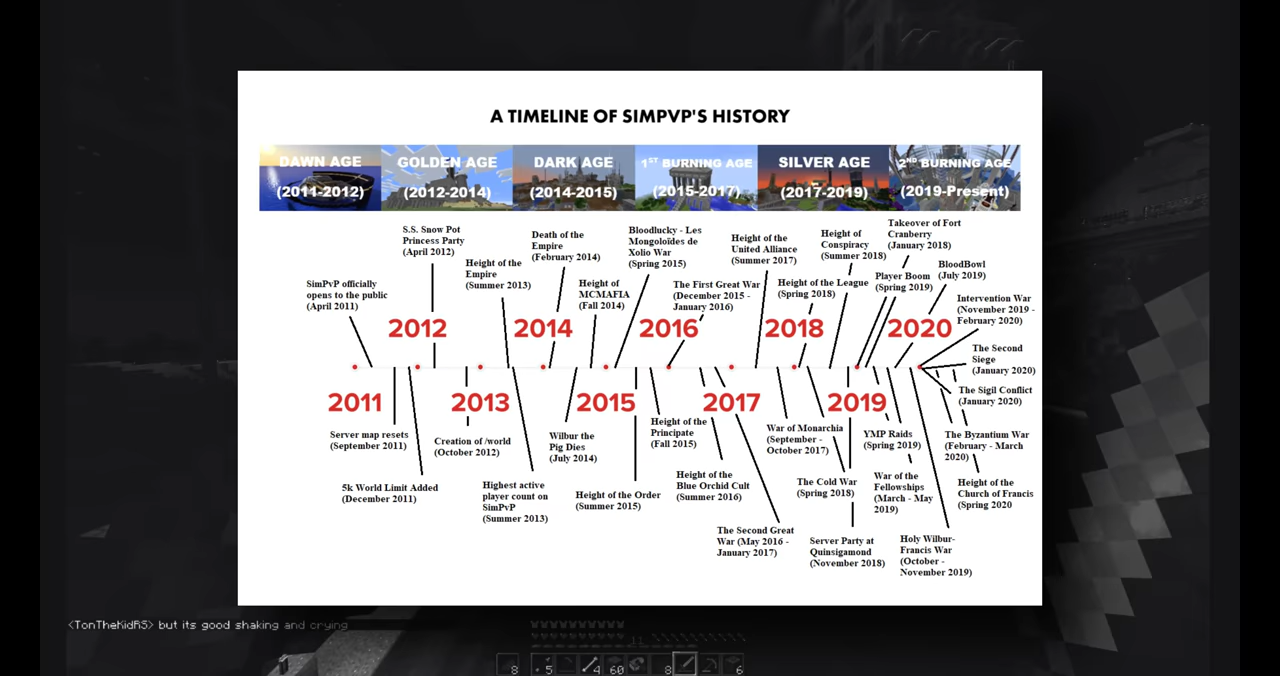 A TIMELINE OF SIMPVP'S HISTORY
DAWN AGE
(2011-2012)
GOLDEN AGE
(2012-2014)
DARK AGE
(2014-2015)
1ST BURNING AGE
(2015-2017)
SILVER AGE
(2017-2019)
2ND BURNING AGE
(2019-Present)
SimPvP officially
opens to the public
(April 2011)
S.S. Snow Pot
Princess Party
(April 2012)
Height of the
Empire
(Summer 2013)
Death of the
Empire
(February 2014)
Height of
MCMAFIA
(Fall 2014)
Bloodlucky - Les
Mongoloïdes de
Xolio War
(Spring 2015)
The First Great War
(December 2015 -
January 2016)
Height of the
United Alliance
(Summer 2017)
Height of the League
(Spring 2018)
Height of
Conspiracy
(Summer 2018)
Takeover of Fort
Cranberry
(January 2018)
Player Boom
(Spring 2019)
BloodBowl
(July 2019)
Intervention War
(November 2019 -
February 2020)
2012
2014
2016
2018
2020
The Second
Siege
(January 2020)
The Sigil Conflict
(January 2020)
2011
2013
2015
2017
2019
Server map resets
(September 2011)
5k World Limit Added
(December 2011)
Creation of /world
(October 2012)
Highest active
player count on
SimPvP
(Summer 2013)
Wilbur the
Pig Dies
(July 2014)
Height of the Order
(Summer 2015)
Height of the
Principate
(Fall 2015)
Height of the
Blue Orchid Cult
(Summer 2016)
The Second Great
War (May 2016 -
January 2017)
War of Monarchia
(September -
October 2017)
The Cold War
(Spring 2018)
Server Party at
Quinsigamond
(November 2018)
YMP Raids
(Spring 2019)
War of the
Fellowships
(March - May
2019)
Holy Wilbur-
Francis War
(October -
November 2019)
The Byzantium War
(February - March
2020)
Height of the
Church of Francis
(Spring 2020
<TonTheKidRS> but its good shaking and crying
11
8
5
4
60
8
6